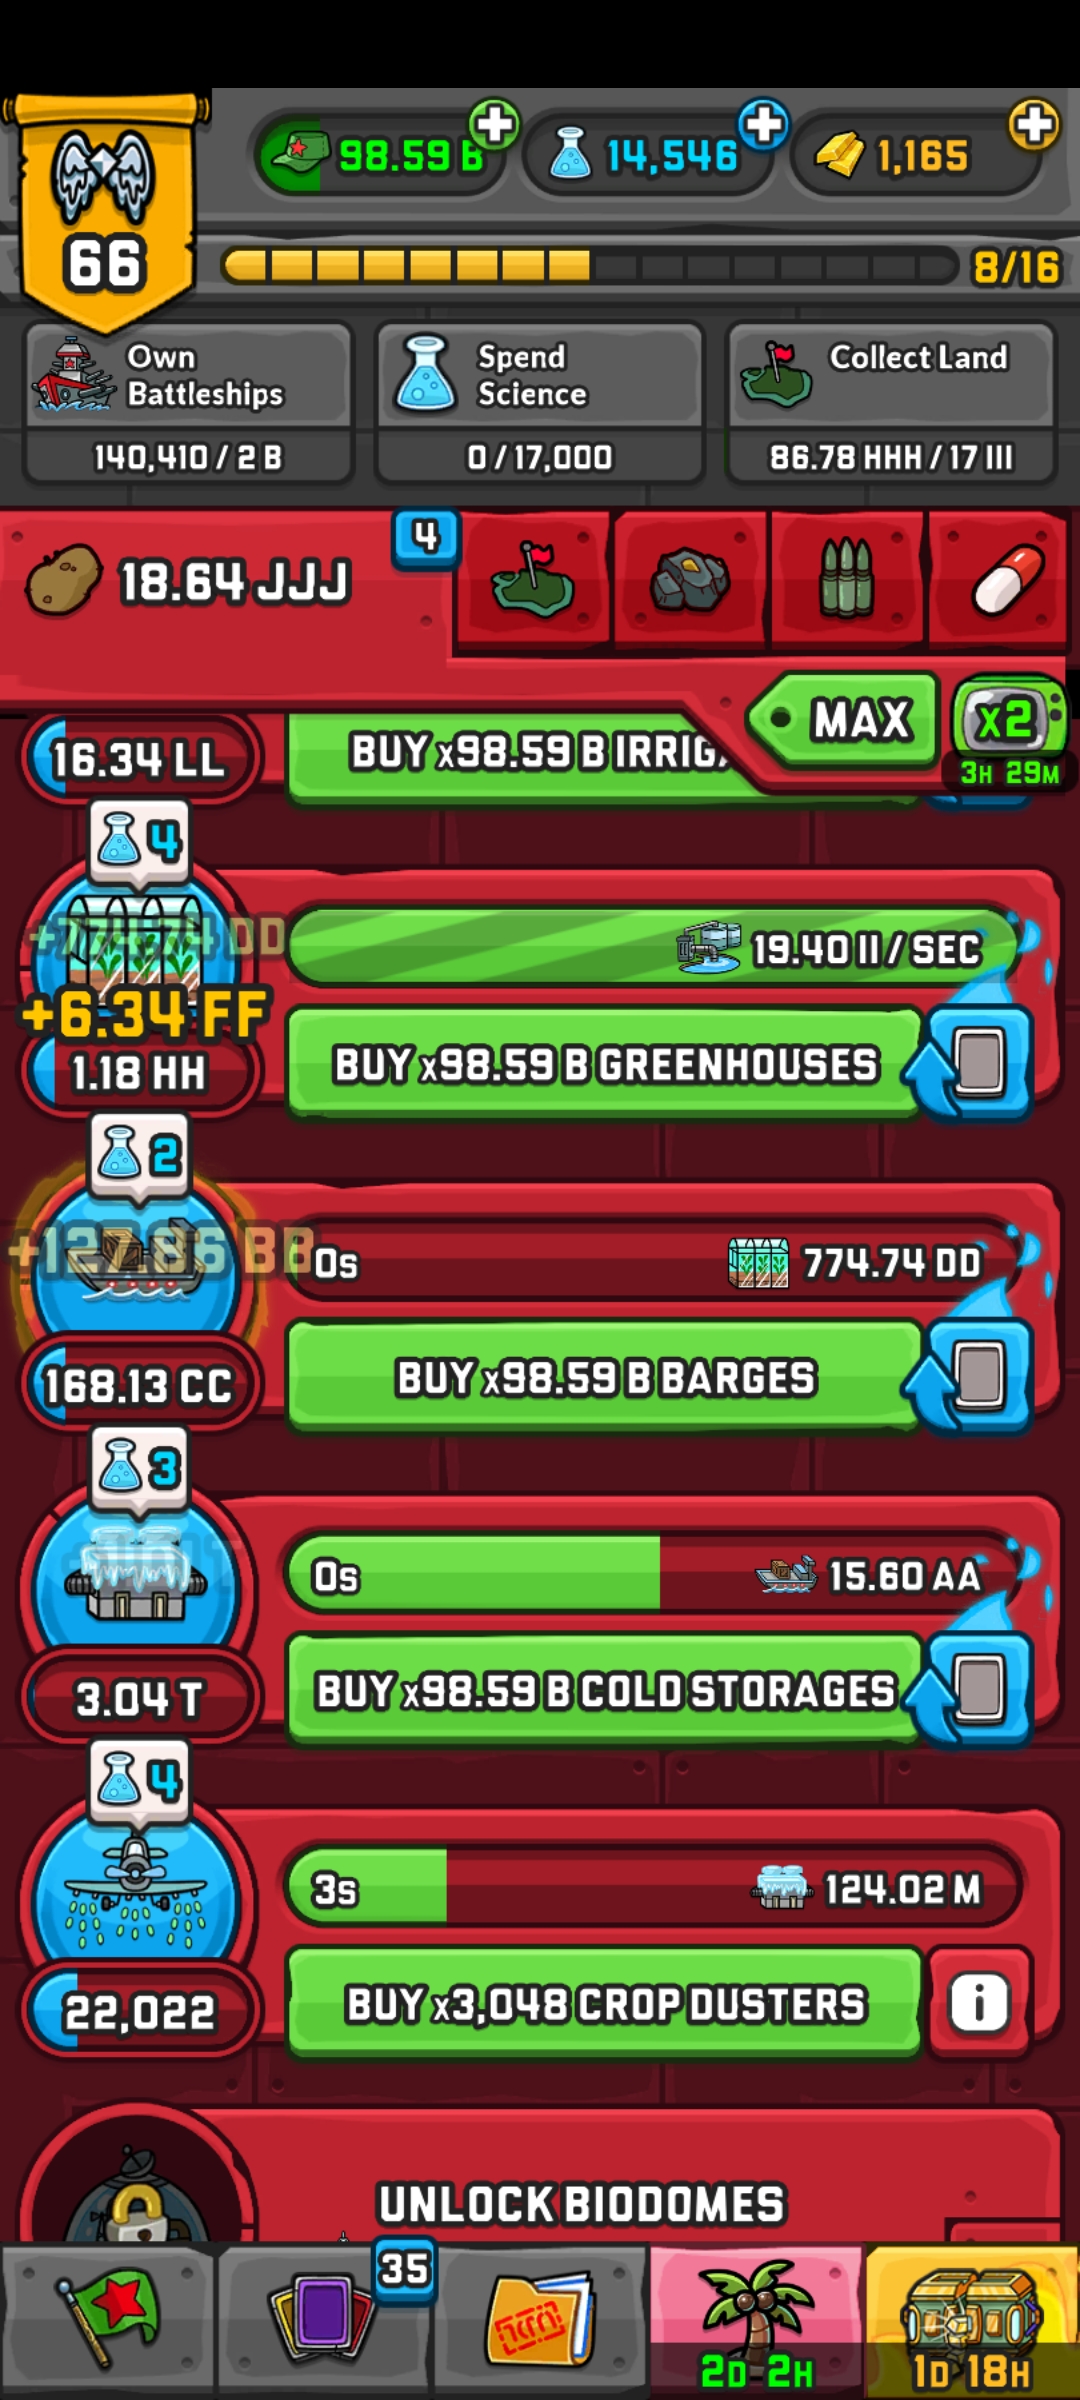 98.59 B
14,546
1,165
66
8/16
Own
Battleships
140,410 / 2 B
Spend
Science
0 / 17,000
Collect Land
86.78 HHH / 17 III
18.64 JJJ
4
MAX
x2
3H 29M
16.34 LL
BUY x98.59 B IRRIG
4
+774.74 DD
19.40 II / SEC
+6.34 FF
1.18 HH
BUY x98.59 B GREENHOUSES
2
+127.86 BB
0s
774.74 DD
168.13 CC
BUY x98.59 B BARGES
3
0s
15.60 AA
3.04 T
BUY x98.59 B COLD STORAGES
4
3s
124.02 M
22,022
BUY x3,048 CROP DUSTERS
i
UNLOCK BIODOMES
35
2D 2H
1D 18H